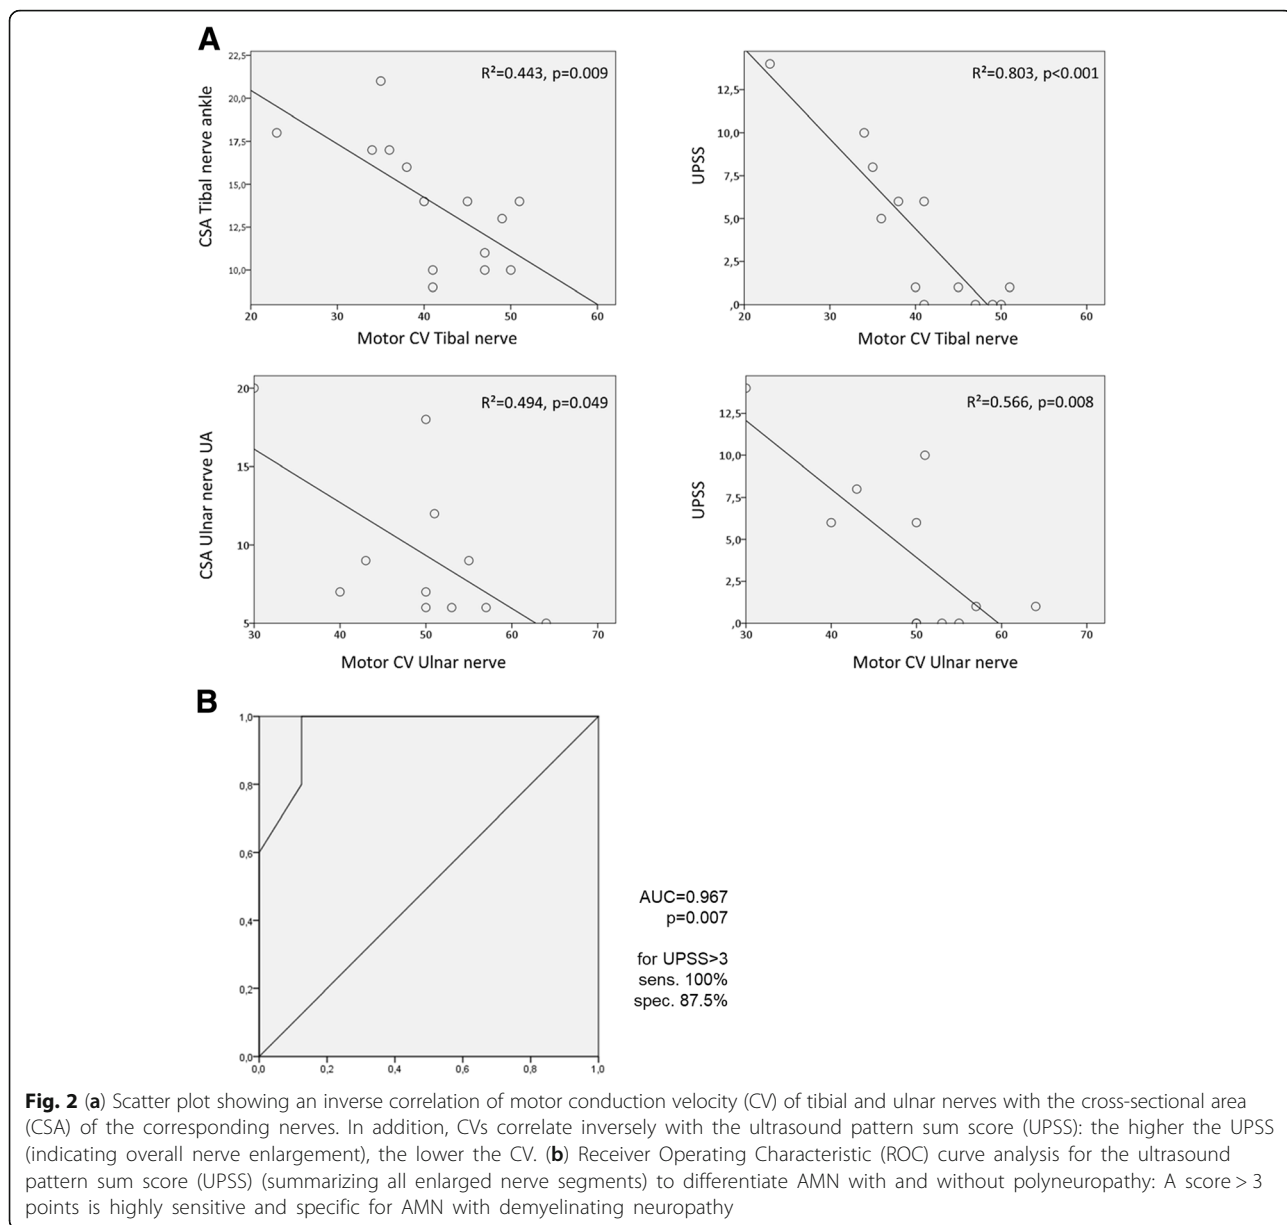 A
22,5
20,0
17,5
15,0
12,5
10,0
R²=0.443, p=0.009
CSA Tibal nerve ankle
20 30 40 50 60
Motor CV Tibal nerve
12,5
10,0
7,5
5,0
2,5
,0
R²=0.803, p<0.001
UPSS
20 30 40 50 60
Motor CV Tibal nerve
20
15
10
5
R²=0.494, p=0.049
CSA Ulnar nerve UA
30 40 50 60 70
Motor CV Ulnar nerve
12,5
10,0
7,5
5,0
2,5
,0
R²=0.566, p=0.008
UPSS
30 40 50 60 70
Motor CV Ulnar nerve
B
1,0
0,8
0,6
0,4
0,2
0,0
0,0 0,2 0,4 0,6 0,8 1,0
AUC=0.967
p=0.007
for UPSS>3
sens. 100%
spec. 87.5%
Fig. 2 (a) Scatter plot showing an inverse correlation of motor conduction velocity (CV) of tibial and ulnar nerves with the cross-sectional area
(CSA) of the corresponding nerves. In addition, CVs correlate inversely with the ultrasound pattern sum score (UPSS): the higher the UPSS
(indicating overall nerve enlargement), the lower the CV. (b) Receiver Operating Characteristic (ROC) curve analysis for the ultrasound
pattern sum score (UPSS) (summarizing all enlarged nerve segments) to differentiate AMN with and without polyneuropathy: A score > 3
points is highly sensitive and specific for AMN with demyelinating neuropathy